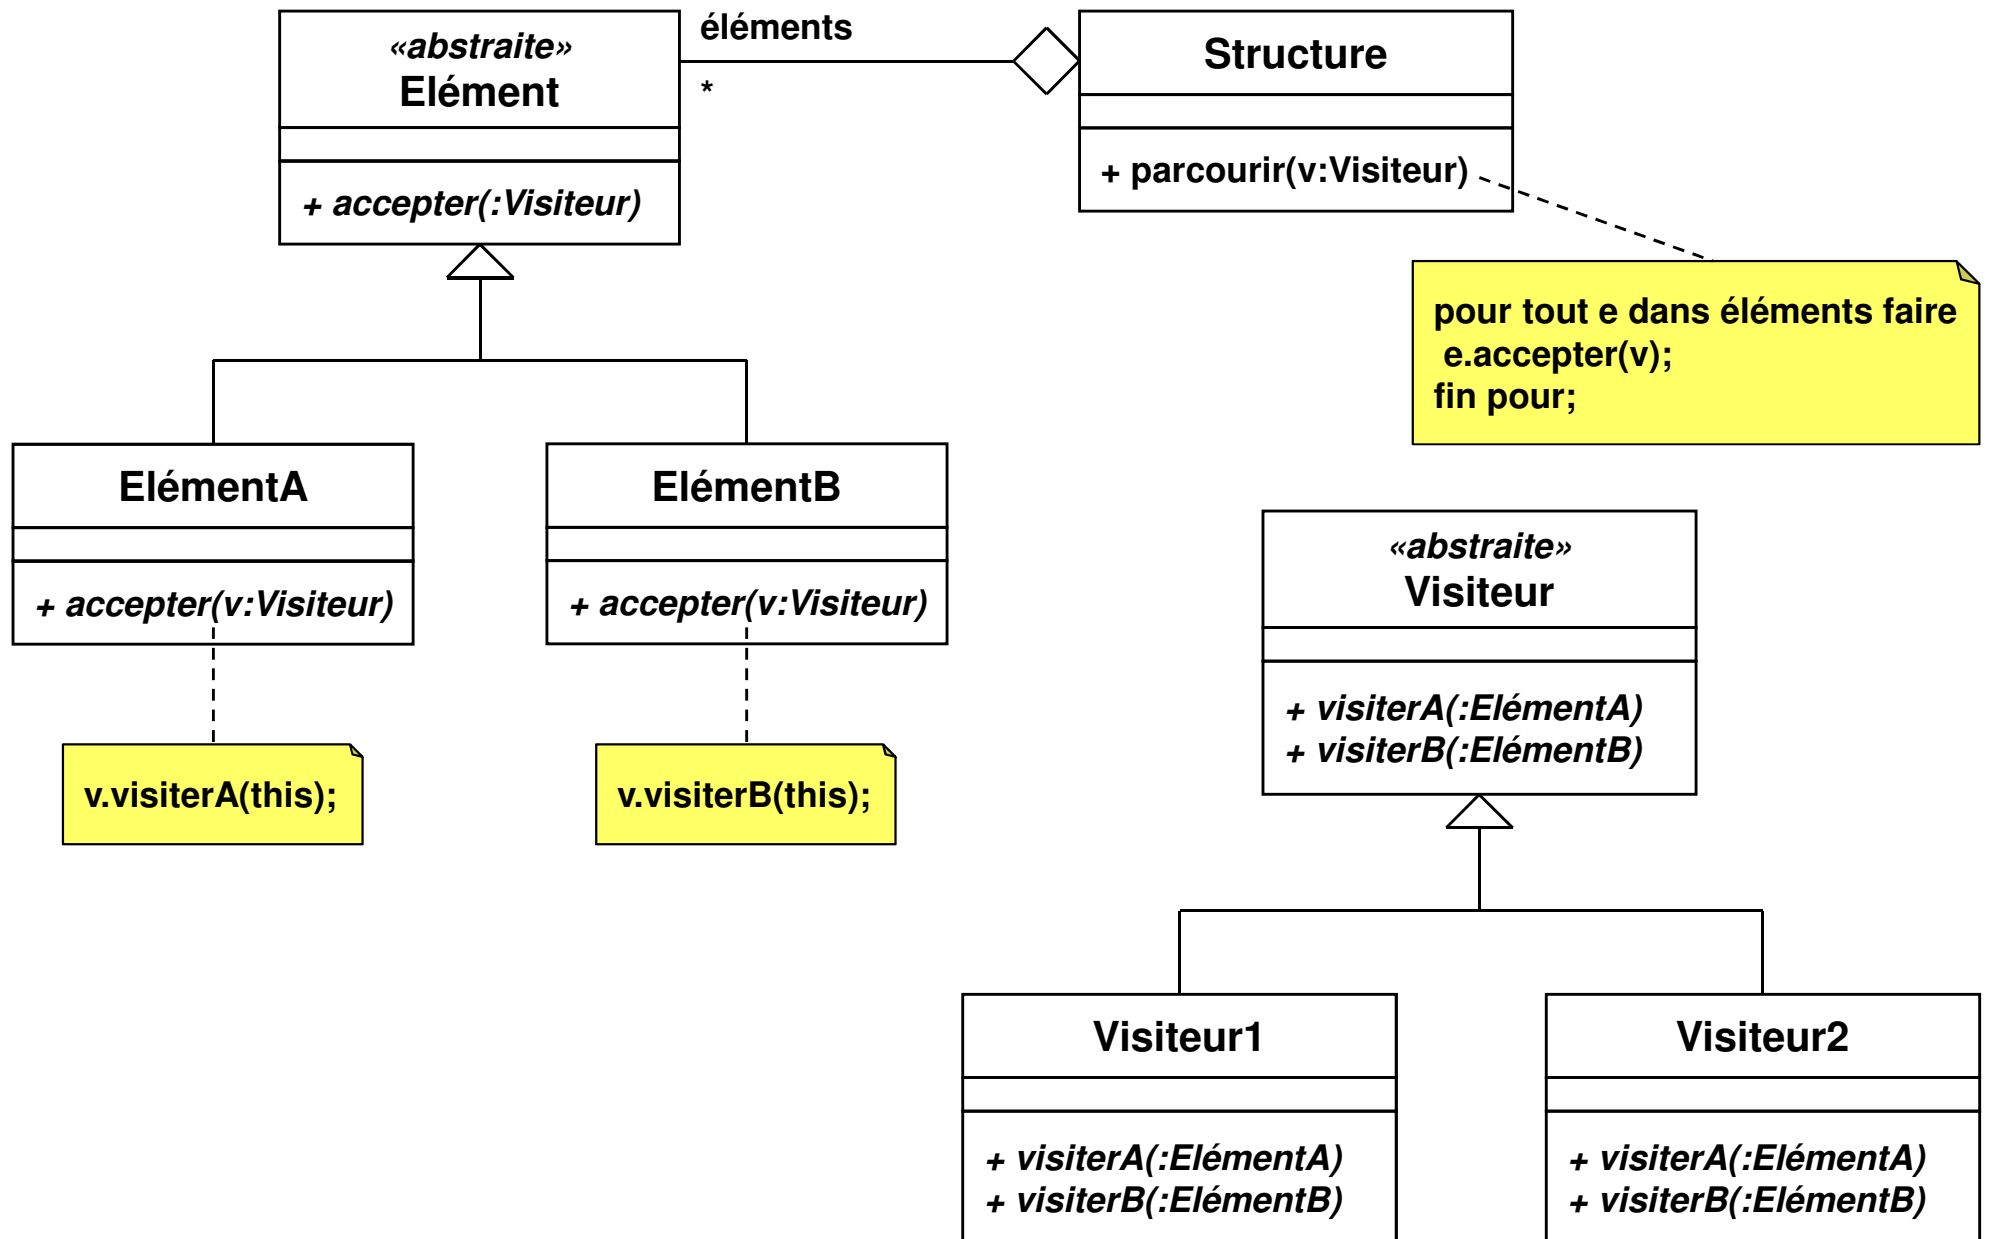 «abstraite»
Elément
+ accepter(:Visiteur)
éléments
*
Structure
+ parcourir(v:Visiteur)
pour tout e dans éléments faire
e.accepter(v);
fin pour;
ElémentA
+ accepter(v:Visiteur)
v.visiterA(this);
ElémentB
+ accepter(v:Visiteur)
v.visiterB(this);
«abstraite»
Visiteur
+ visiterA(:ElémentA)
+ visiterB(:ElémentB)
Visiteur1
+ visiterA(:ElémentA)
+ visiterB(:ElémentB)
Visiteur2
+ visiterA(:ElémentA)
+ visiterB(:ElémentB)